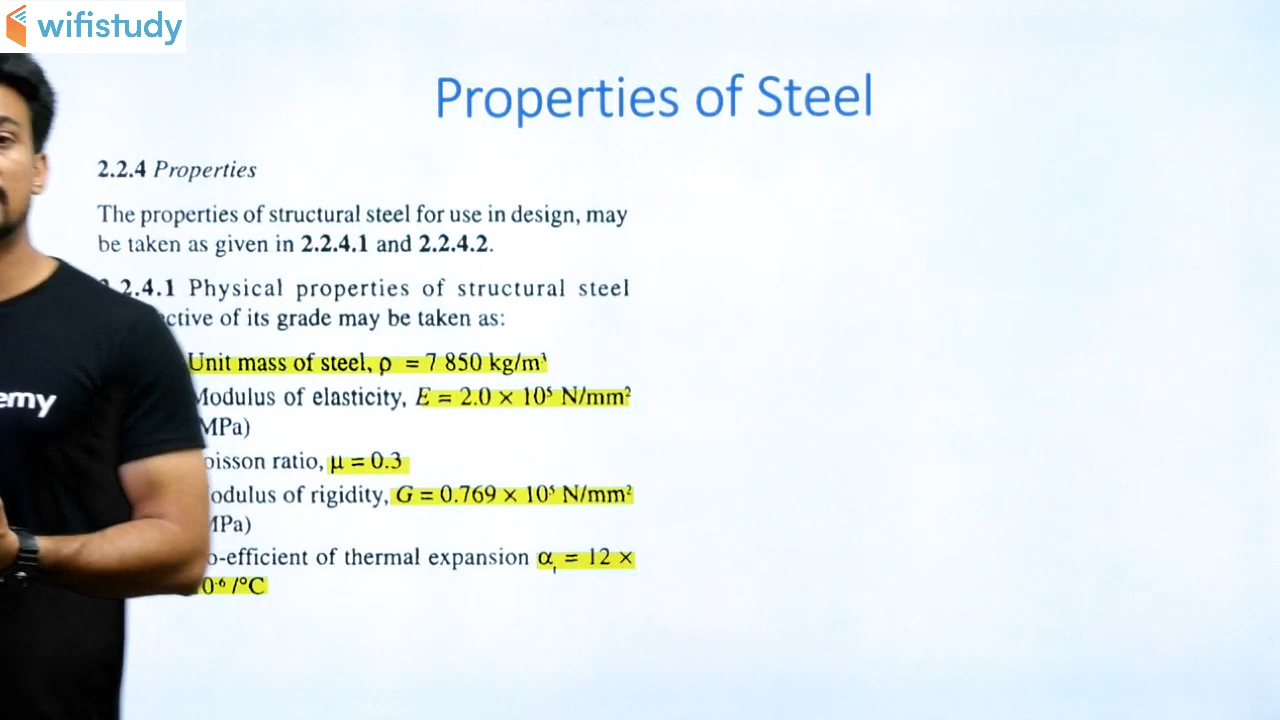 wifistudy
Properties of Steel
2.2.4 Properties
The properties of structural steel for use in design, may
be taken as given in 2.2.4.1 and 2.2.4.2.
2.4.1 Physical properties of structural steel
ective of its grade may be taken as:
Unit mass of steel, ρ = 7 850 kg/m³
Modulus of elasticity, E = 2.0 × 10⁵ N/mm²
MPa)
oisson ratio, μ = 0.3
odulus of rigidity, G = 0.769 × 10⁵ N/mm²
MPa)
o-efficient of thermal expansion αₜ = 12 ×
0⁻⁶ /°C
emy